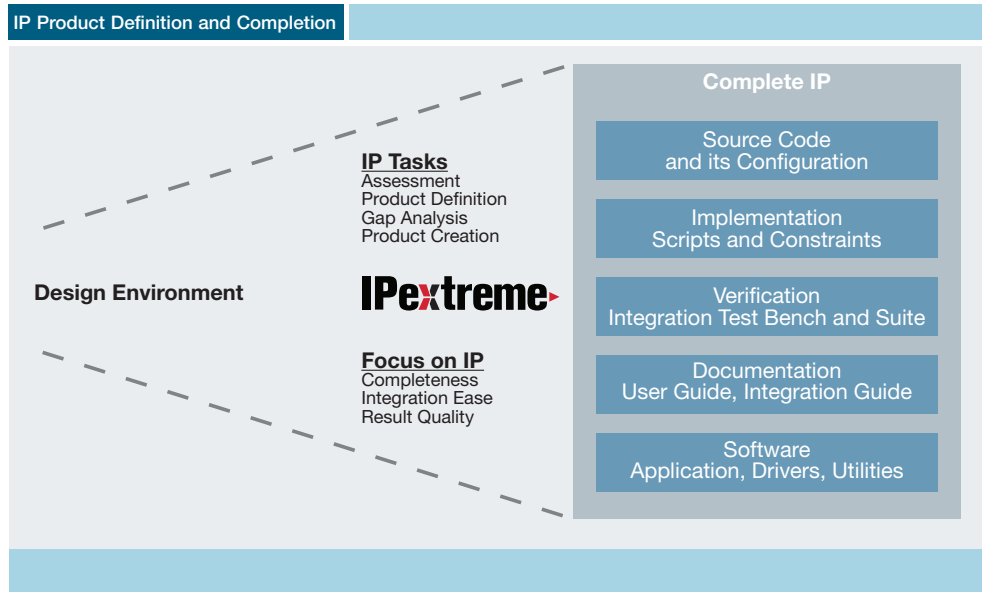 IP Product Definition and Completion
Complete IP
Source Code
and its Configuration
IP Tasks
Assessment
Product Definition
Gap Analysis
Product Creation
Implementation
Scripts and Constraints
Design Environment
IPextreme
Verification
Integration Test Bench and Suite
Focus on IP
Completeness
Integration Ease
Result Quality
Documentation
User Guide, Integration Guide
Software
Application, Drivers, Utilities